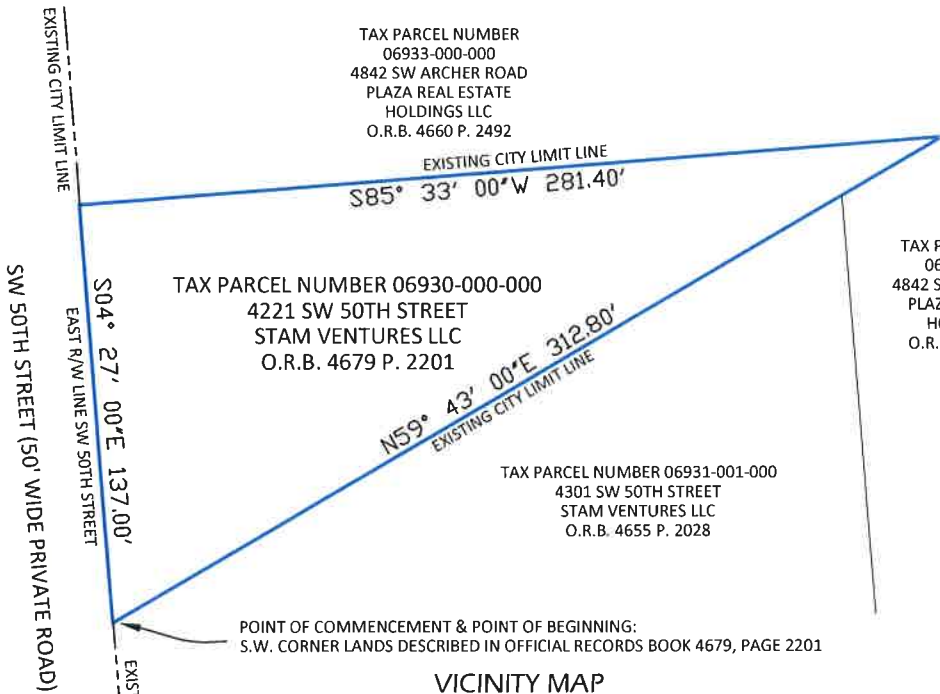 EXISTING CITY LIMIT LINE
TAX PARCEL NUMBER
06933-000-000
4842 SW ARCHER ROAD
PLAZA REAL ESTATE
HOLDINGS LLC
O.R.B. 4660 P. 2492
EXISTING CITY LIMIT LINE
S85° 33' 00"W 281.40'
TAX PARCEL NUMBER 06930-000-000
4221 SW 50TH STREET
STAM VENTURES LLC
O.R.B. 4679 P. 2201
S04° 27' 00"E 137.00'
EAST R/W LINE SW 50TH STREET
SW 50TH STREET (50' WIDE PRIVATE ROAD)
N59° 43' 00"E 312.80'
EXISTING CITY LIMIT LINE
TAX P
06
4842 S
PLAZ
H
O.R.
TAX PARCEL NUMBER 06931-001-000
4301 SW 50TH STREET
STAM VENTURES LLC
O.R.B. 4655 P. 2028
POINT OF COMMENCEMENT & POINT OF BEGINNING:
S.W. CORNER LANDS DESCRIBED IN OFFICIAL RECORDS BOOK 4679, PAGE 2201
EXIS
VICINITY MAP